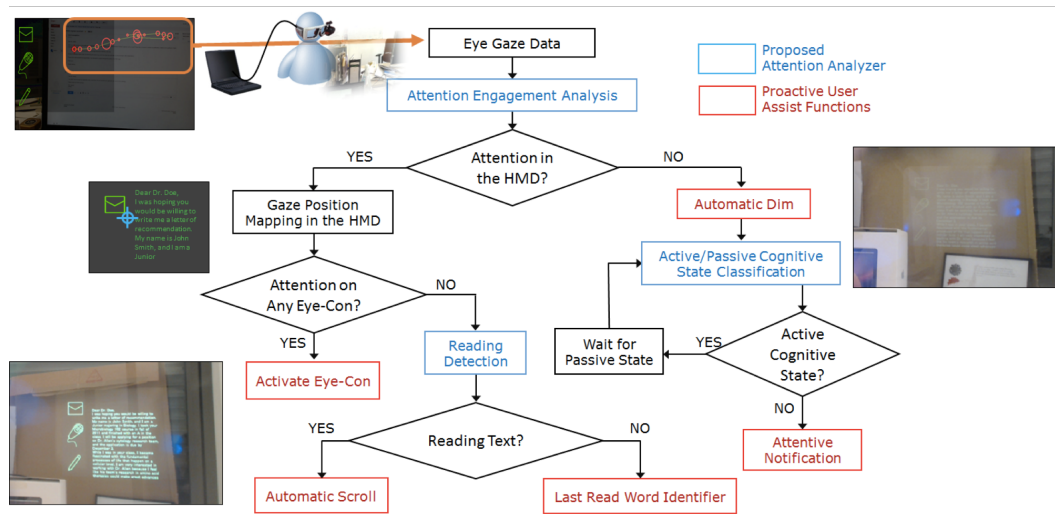 Eye Gaze Data
Proposed
Attention Analyzer
Attention Engagement Analysis
Proactive User
Assist Functions
YES
Attention in
the HMD?
NO
Dear Dr. Doe,
I was hoping you
would be willing to
write me a letter of
recommendation.
My name is John
Smith, and I am a
Junior
Gaze Position
Mapping in the HMD
Automatic Dim
Active/Passive Cognitive
State Classification
Attention on
Any Eye-Con?
NO
YES
Reading
Detection
Wait for
Passive State
YES
Active
Cognitive
State?
Activate Eye-Con
NO
Dear Dr. Doe,
YES
Reading Text?
NO
Attentive
Notification
Automatic Scroll
Last Read Word Identifier